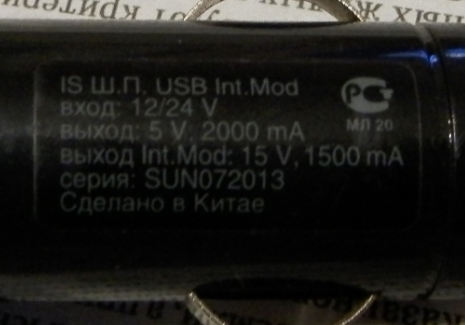 IS Ш.П. USB Int.Mod
вход: 12/24 V
выход: 5 V. 2000 mA
выход Int.Mod: 15 V, 1500 mA
серия: SUN072013
Сделано в Китае
РСТ
МЛ 20